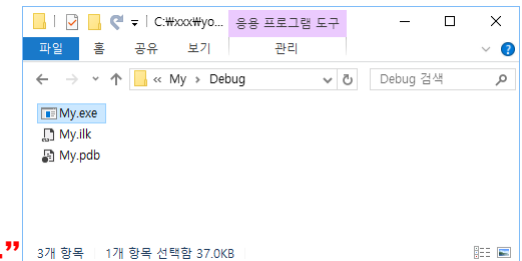 C:₩xxx₩yo... 응용 프로그램 도구
파일 홈 공유 보기 관리
« My > Debug Debug 검색
My.exe
My.ilk
My.pdb
.”
3개 항목 1개 항목 선택함 37.0KB